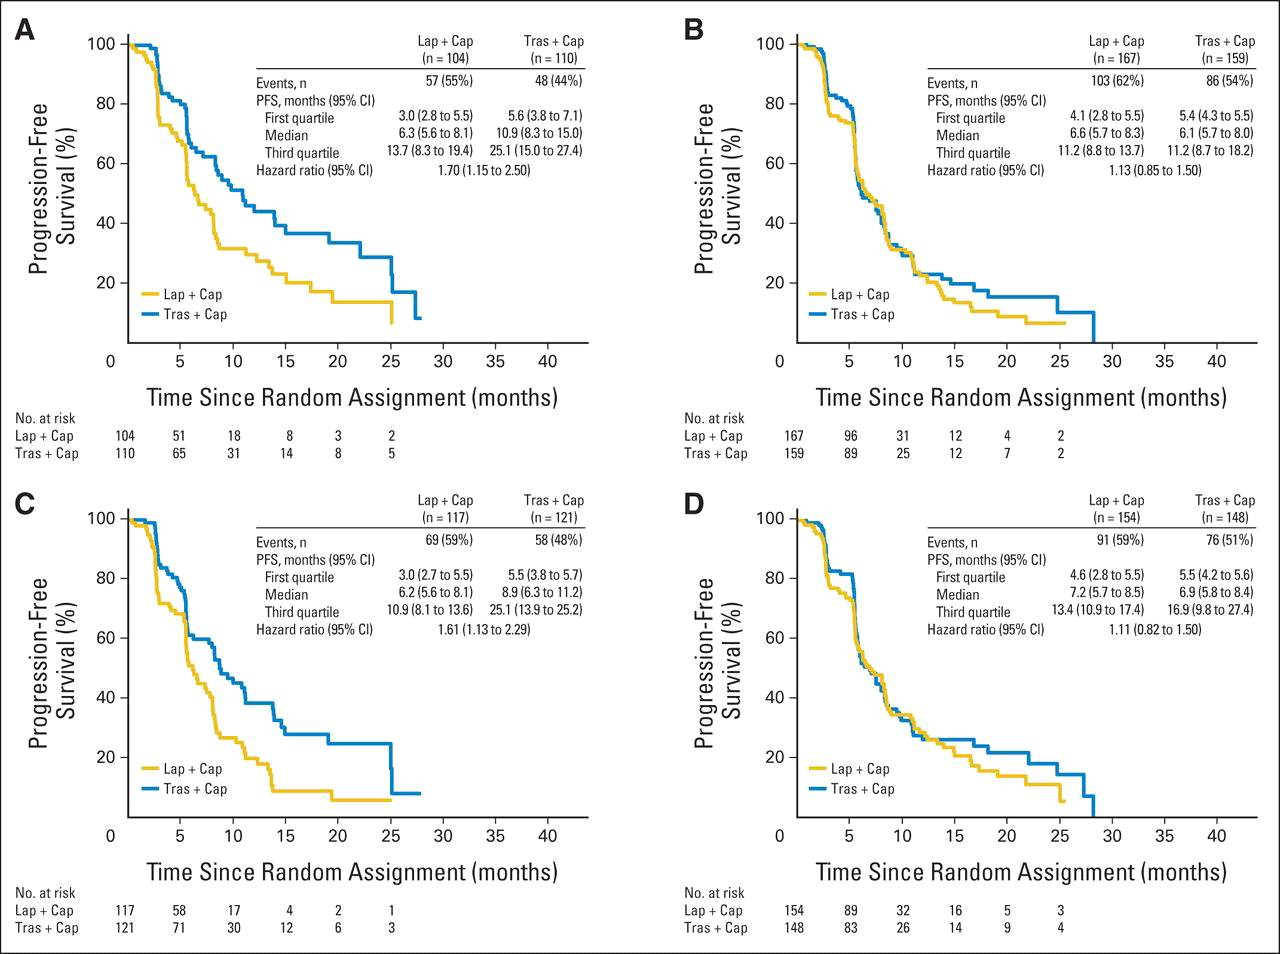 A
Lap + Cap Tras + Cap
(n = 104) (n = 110)
Events, n 57 (55%) 48 (44%)
PFS, months (95% CI)
First quartile 3.0 (2.8 to 5.5) 5.6 (3.8 to 7.1)
Median 6.3 (5.6 to 8.1) 10.9 (8.3 to 15.0)
Third quartile 13.7 (8.3 to 19.4) 25.1 (15.0 to 27.4)
Hazard ratio (95% CI) 1.70 (1.15 to 2.50)
Progression-Free
Survival (%)
100
80
60
40
20
Lap + Cap
Tras + Cap
0 5 10 15 20 25 30 35 40
Time Since Random Assignment (months)
No. at risk
Lap + Cap 104 51 18 8 3 2
Tras + Cap 110 65 31 14 8 5
B
Lap + Cap Tras + Cap
(n = 167) (n = 159)
Events, n 103 (62%) 86 (54%)
PFS, months (95% CI)
First quartile 4.1 (2.8 to 5.5) 5.4 (4.3 to 5.5)
Median 6.6 (5.7 to 8.3) 6.1 (5.7 to 8.0)
Third quartile 11.2 (8.8 to 13.7) 11.2 (8.7 to 18.2)
Hazard ratio (95% CI) 1.13 (0.85 to 1.50)
Progression-Free
Survival (%)
100
80
60
40
20
Lap + Cap
Tras + Cap
0 5 10 15 20 25 30 35 40
Time Since Random Assignment (months)
No. at risk
Lap + Cap 167 96 31 12 4 2
Tras + Cap 159 89 25 12 7 2
C
Lap + Cap Tras + Cap
(n = 117) (n = 121)
Events, n 69 (59%) 58 (48%)
PFS, months (95% CI)
First quartile 3.0 (2.7 to 5.5) 5.5 (3.8 to 5.7)
Median 6.2 (5.6 to 8.1) 8.9 (6.3 to 11.2)
Third quartile 10.9 (8.1 to 13.6) 25.1 (13.9 to 25.2)
Hazard ratio (95% CI) 1.61 (1.13 to 2.29)
Progression-Free
Survival (%)
100
80
60
40
20
Lap + Cap
Tras + Cap
0 5 10 15 20 25 30 35 40
Time Since Random Assignment (months)
No. at risk
Lap + Cap 117 58 17 4 2 1
Tras + Cap 121 71 30 12 6 3
D
Lap + Cap Tras + Cap
(n = 154) (n = 148)
Events, n 91 (59%) 76 (51%)
PFS, months (95% CI)
First quartile 4.6 (2.8 to 5.5) 5.5 (4.2 to 5.6)
Median 7.2 (5.7 to 8.5) 6.9 (5.8 to 8.4)
Third quartile 13.4 (10.9 to 17.4) 16.9 (9.8 to 27.4)
Hazard ratio (95% CI) 1.11 (0.82 to 1.50)
Progression-Free
Survival (%)
100
80
60
40
20
Lap + Cap
Tras + Cap
0 5 10 15 20 25 30 35 40
Time Since Random Assignment (months)
No. at risk
Lap + Cap 154 89 32 16 5 3
Tras + Cap 148 83 26 14 9 4